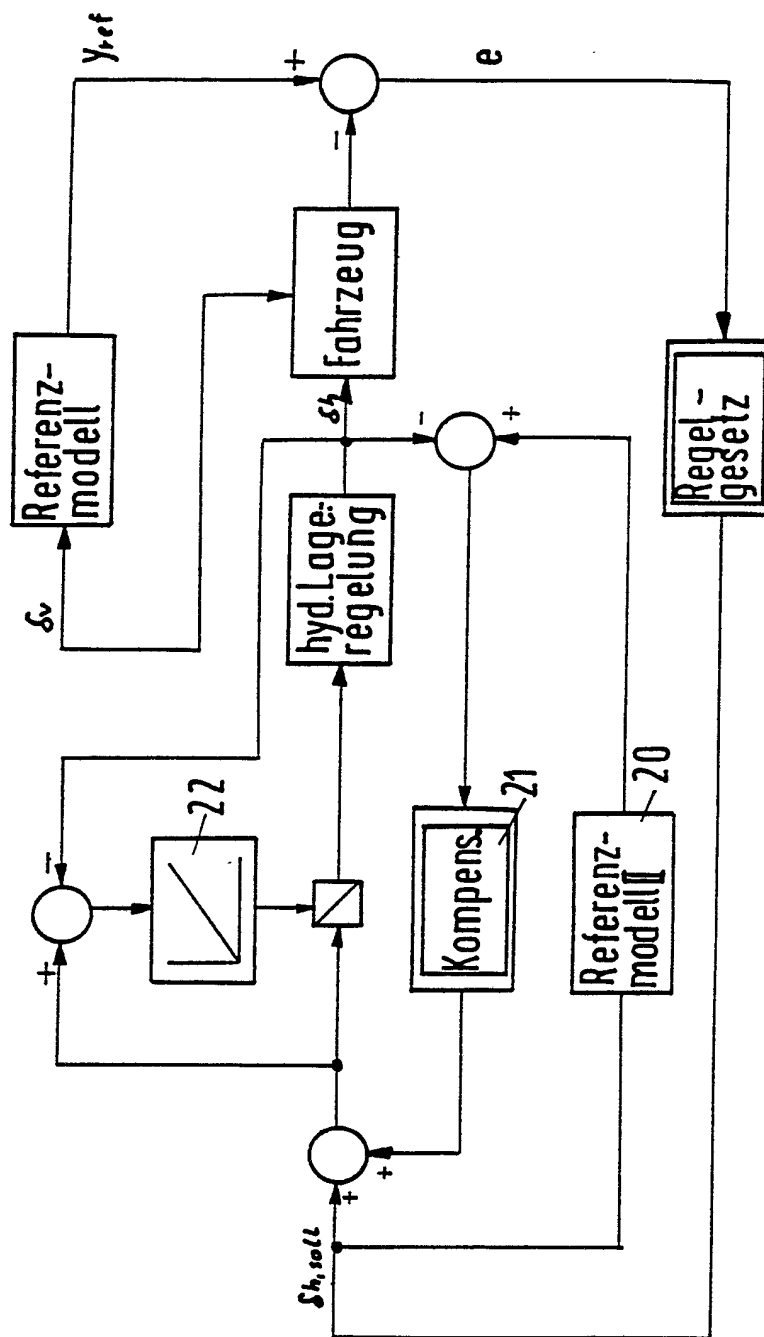 yref
+
e
−
Referenz-
modell
Fahrzeug
δv
δh
−
+
Regel-
gesetz
hyd.Lage-
regelung
−
22
+
21
Kompens.
20
Referenz-
modell II
+
+
δh,soll